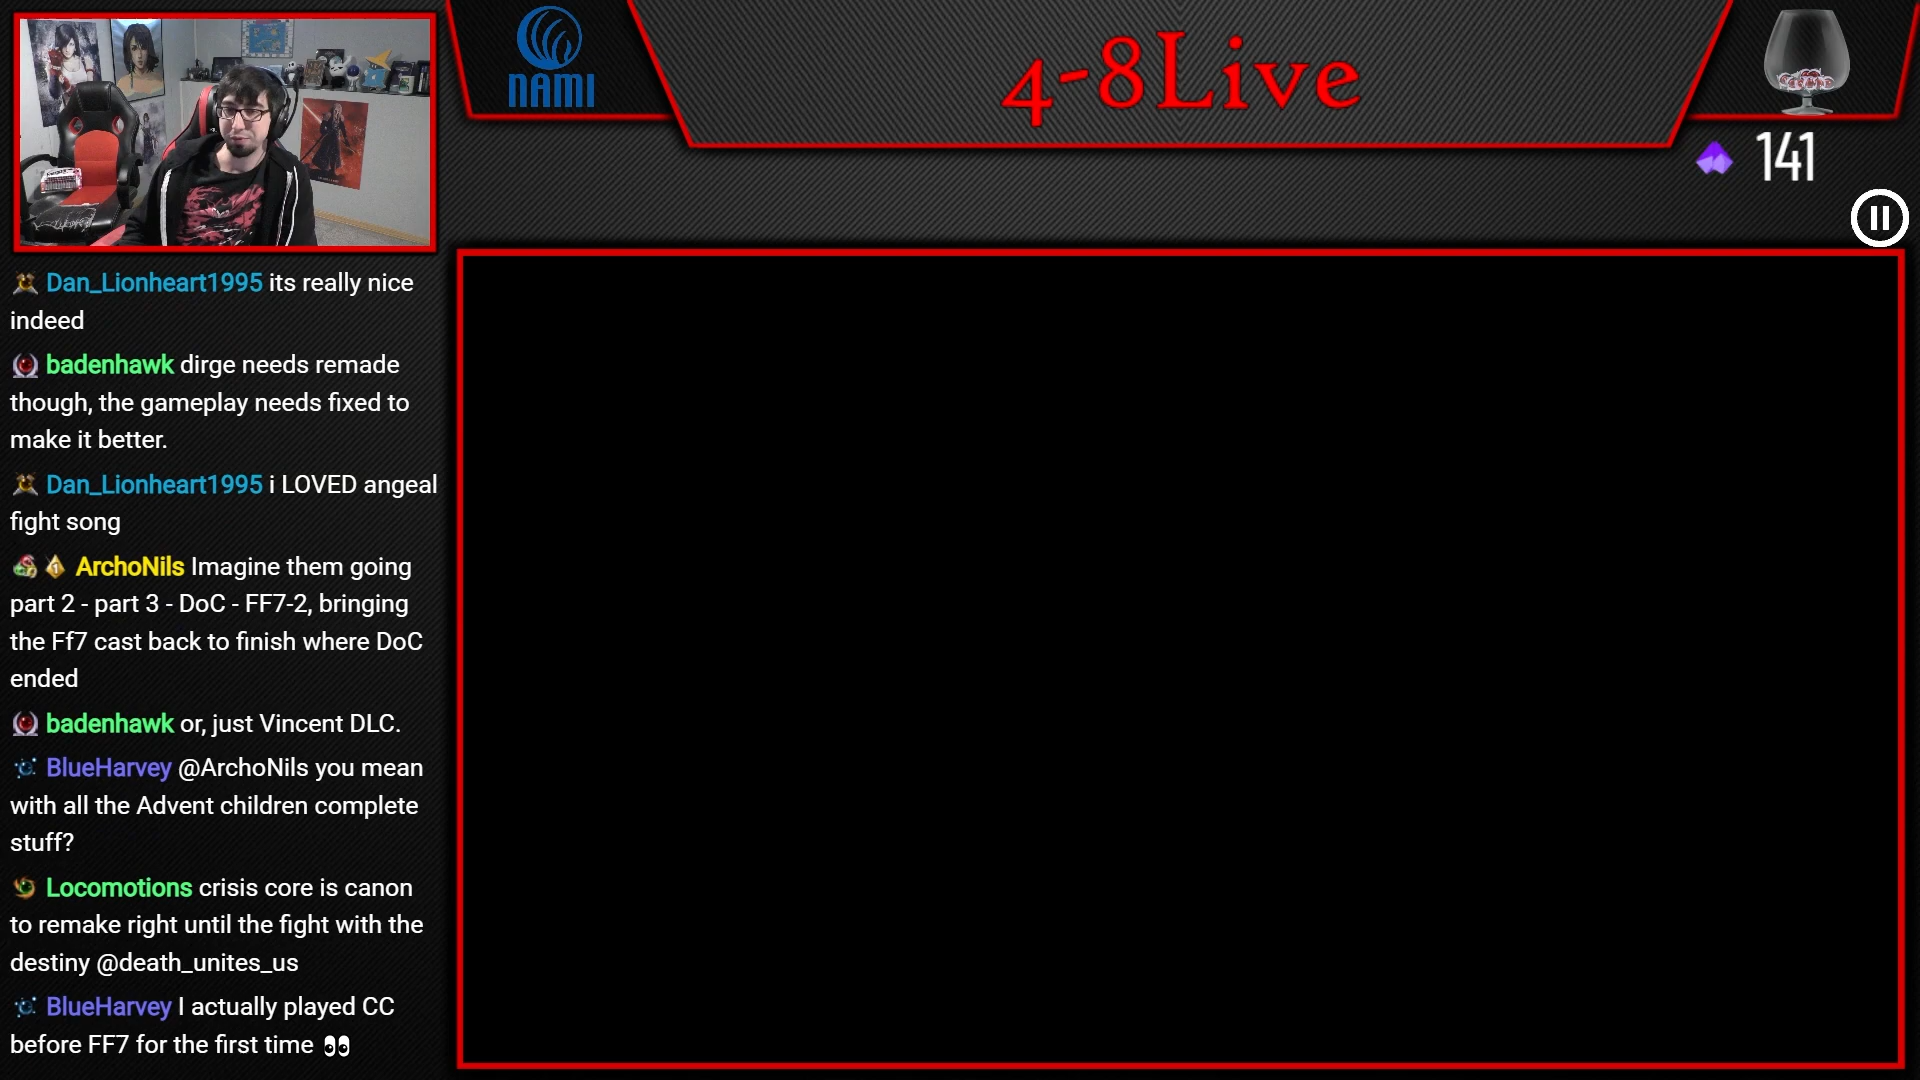 NAMI
4-8Live
141
Dan_Lionheart1995 its really nice
indeed
badenhawk dirge needs remade
though, the gameplay needs fixed to
make it better.
Dan_Lionheart1995 i LOVED angeal
fight song
ArchoNils Imagine them going
part 2 - part 3 - DoC - FF7-2, bringing
the Ff7 cast back to finish where DoC
ended
badenhawk or, just Vincent DLC.
BlueHarvey @ArchoNils you mean
with all the Advent children complete
stuff?
Locomotions crisis core is canon
to remake right until the fight with the
destiny @death_unites_us
BlueHarvey I actually played CC
before FF7 for the first time 👀